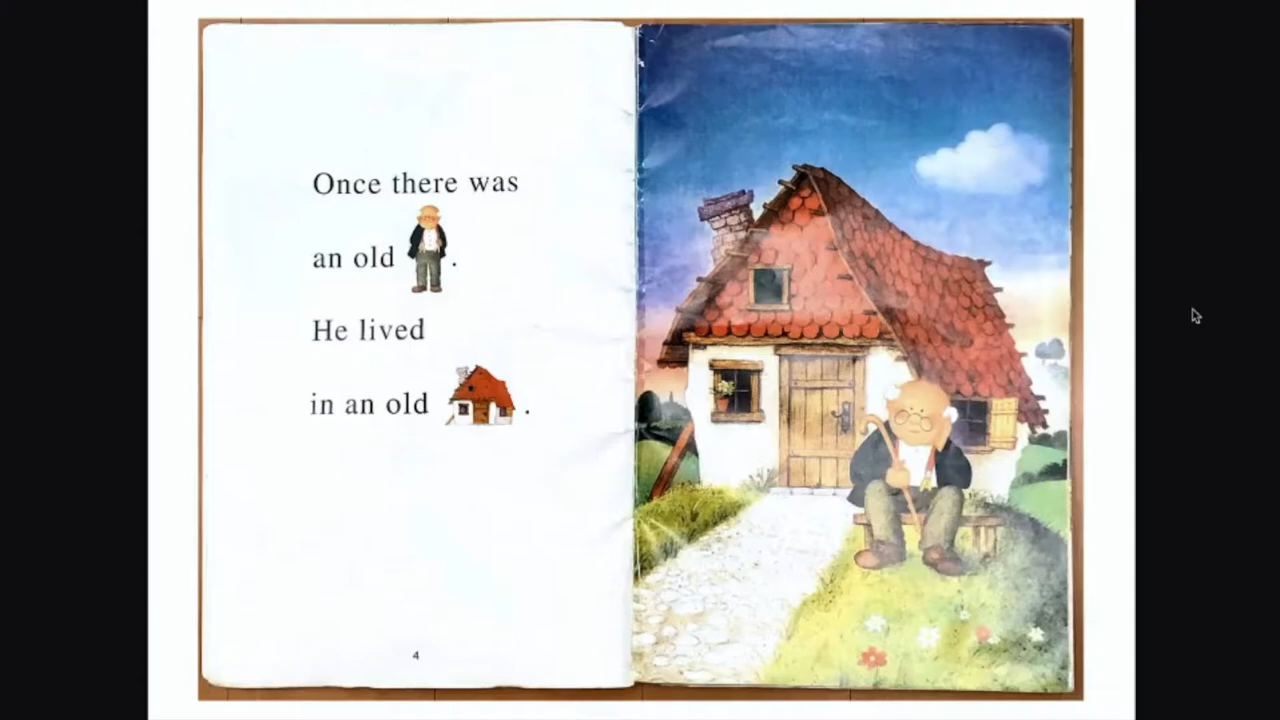 Once there was
an old .
He lived
in an old .
4